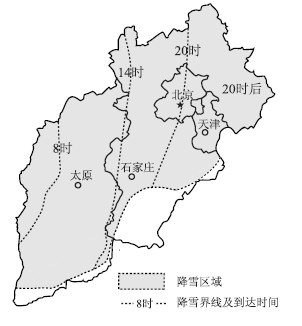 20时
14时
北京
20时后
天津
8时
石家庄
太原
降雪区域
8时 降雪界线及到达时间